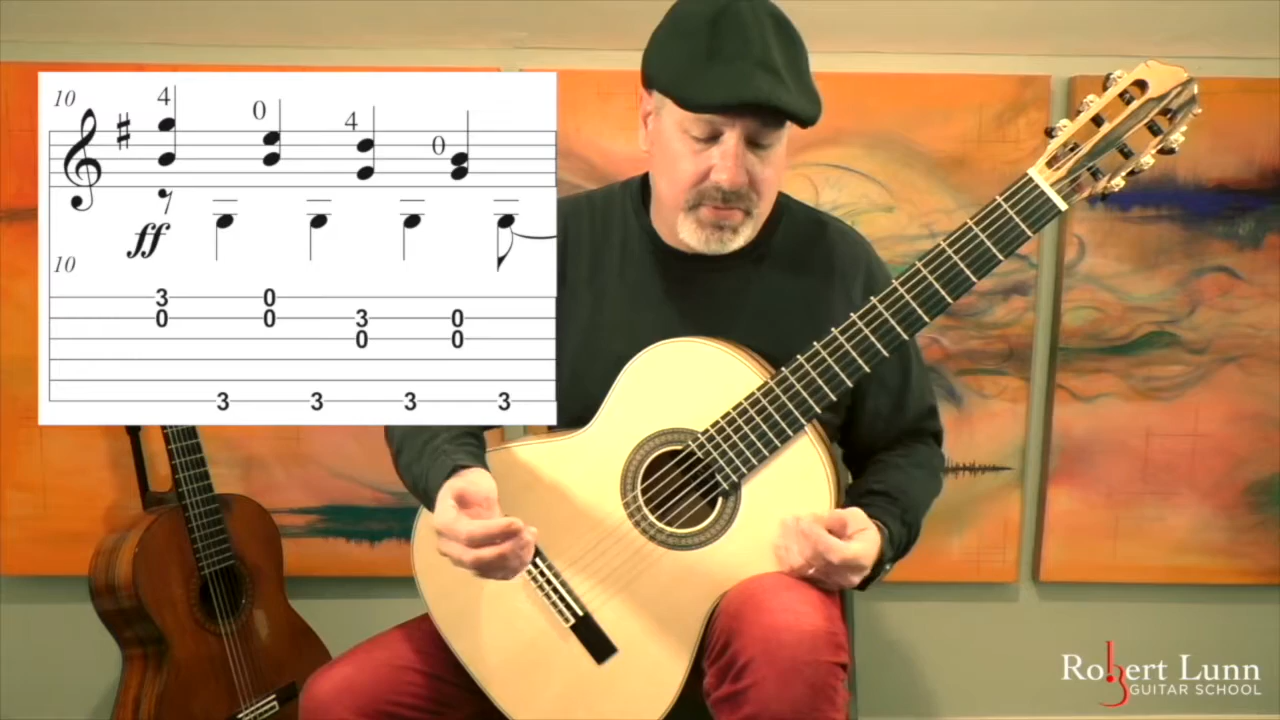 10
4 0 4 0
ff
10
3 0
0 0 3 0
0 0
3 3 3 3
Robert Lunn
GUITAR SCHOOL